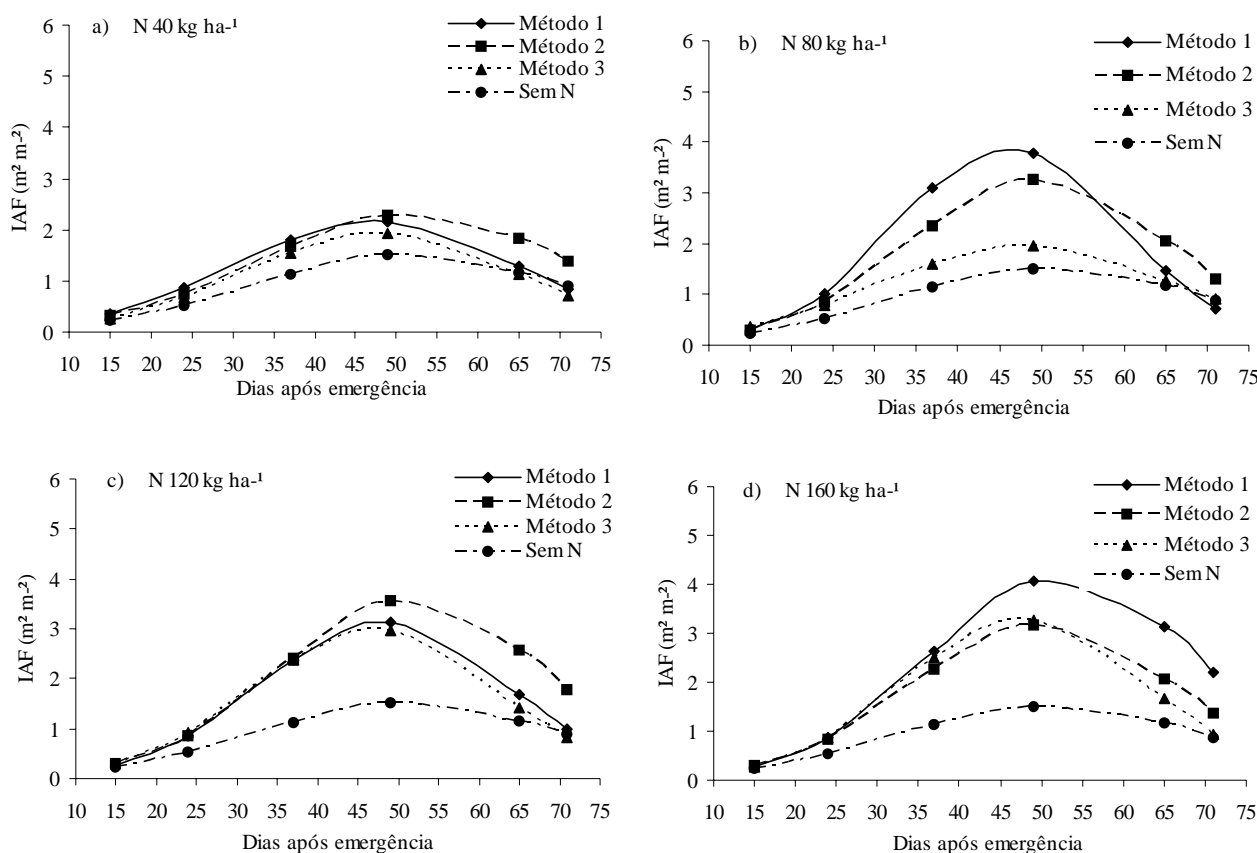 a) N 40 kg ha-¹
Método 1
Método 2
Método 3
Sem N
6
5
4
3
2
1
0
IAF (m² m-²)
10 15 20 25 30 35 40 45 50 55 60 65 70 75
Dias após emergência
b) N 80 kg ha-¹
Método 1
Método 2
Método 3
Sem N
6
5
4
3
2
1
0
IAF (m² m-²)
10 15 20 25 30 35 40 45 50 55 60 65 70 75
Dias após emergência
c) N 120 kg ha-¹
Método 1
Método 2
Método 3
Sem N
6
5
4
3
2
1
0
IAF (m² m-²)
10 15 20 25 30 35 40 45 50 55 60 65 70 75
Dias após emergência
d) N 160 kg ha-¹
Método 1
Método 2
Método 3
Sem N
6
5
4
3
2
1
0
IAF (m² m-²)
10 15 20 25 30 35 40 45 50 55 60 65 70 75
Dias após emergência